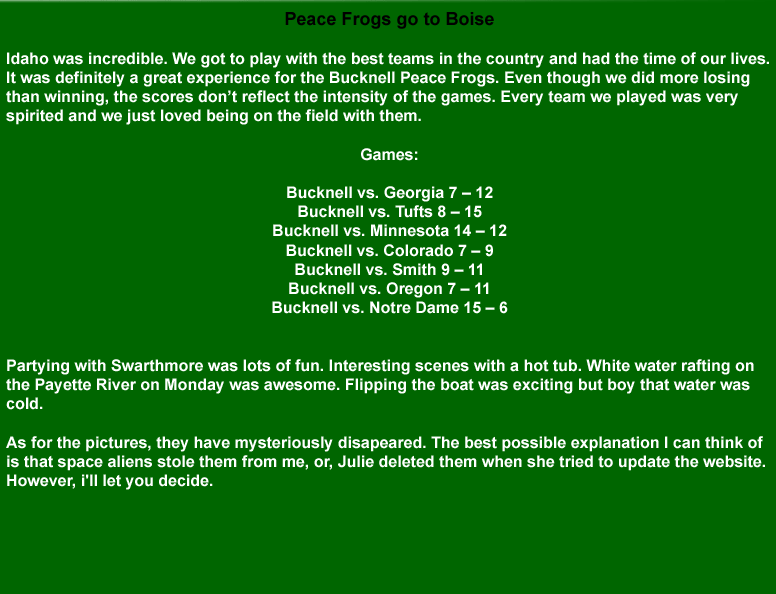 Peace Frogs go to Boise
Idaho was incredible. We got to play with the best teams in the country and had the time of our lives.
It was definitely a great experience for the Bucknell Peace Frogs. Even though we did more losing
than winning, the scores don’t reflect the intensity of the games. Every team we played was very
spirited and we just loved being on the field with them.
Games:
Bucknell vs. Georgia 7 – 12
Bucknell vs. Tufts 8 – 15
Bucknell vs. Minnesota 14 – 12
Bucknell vs. Colorado 7 – 9
Bucknell vs. Smith 9 – 11
Bucknell vs. Oregon 7 – 11
Bucknell vs. Notre Dame 15 – 6
Partying with Swarthmore was lots of fun. Interesting scenes with a hot tub. White water rafting on
the Payette River on Monday was awesome. Flipping the boat was exciting but boy that water was
cold.
As for the pictures, they have mysteriously disapeared. The best possible explanation I can think of
is that space aliens stole them from me, or, Julie deleted them when she tried to update the website.
However, i'll let you decide.